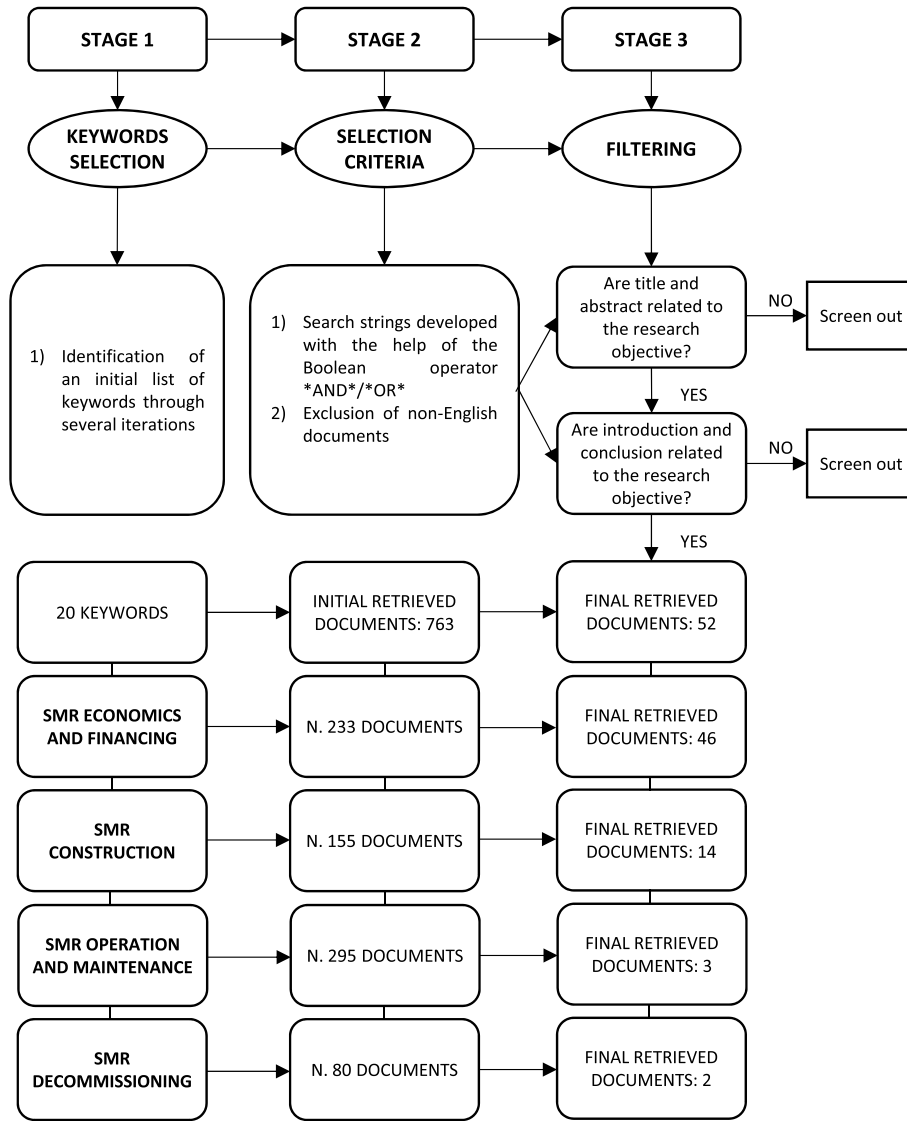 STAGE 1
STAGE 2
STAGE 3
KEYWORDS
SELECTION
SELECTION
CRITERIA
FILTERING
1) Identification of
an initial list of
keywords through
several iterations
1) Search strings developed
with the help of the
Boolean operator
*AND*/*OR*
2) Exclusion of non-English
documents
Are title and
abstract related to
the research
objective?
NO
Screen out
YES
Are introduction and
conclusion related
to the research
objective?
NO
Screen out
YES
20 KEYWORDS
INITIAL RETRIEVED
DOCUMENTS: 763
FINAL RETRIEVED
DOCUMENTS: 52
SMR ECONOMICS
AND FINANCING
N. 233 DOCUMENTS
FINAL RETRIEVED
DOCUMENTS: 46
SMR
CONSTRUCTION
N. 155 DOCUMENTS
FINAL RETRIEVED
DOCUMENTS: 14
SMR OPERATION
AND MAINTENANCE
N. 295 DOCUMENTS
FINAL RETRIEVED
DOCUMENTS: 3
SMR
DECOMMISSIONING
N. 80 DOCUMENTS
FINAL RETRIEVED
DOCUMENTS: 2